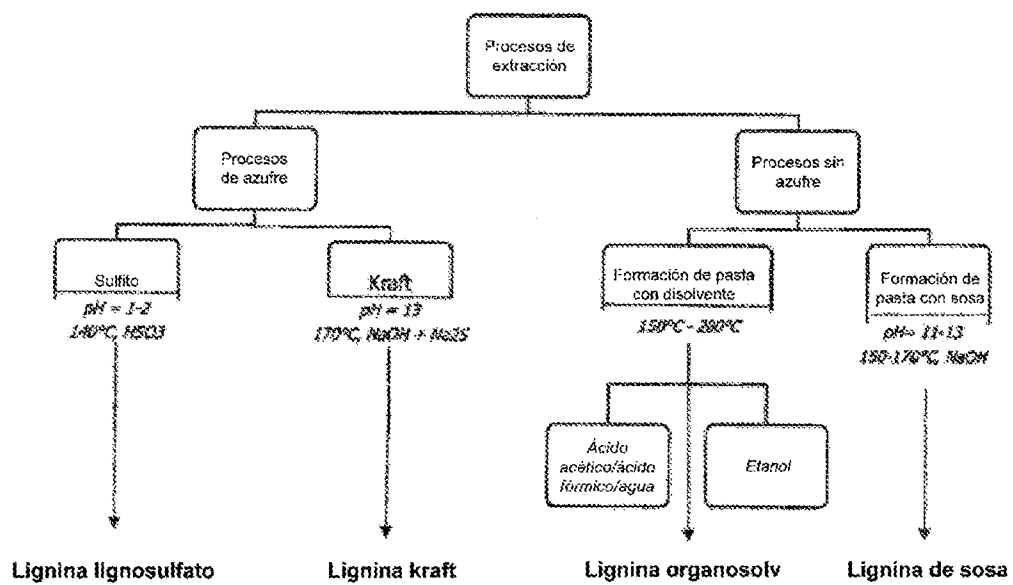 Procesos de
extracción
Procesos
de azufre
Procesos sin
azufre
Sulfito
pH = 1-2
140°C, HSO3
Kraft
pH = 13
170°C, NaOH + Na2S
Formación de pasta
con disolvente
150°C - 200°C
Formación de
pasta con sosa
pH= 11-13
150-170°C, NaOH
Ácido
acético/ácido
fórmico/agua
Etanol
Lignina lignosulfato
Lignina kraft
Lignina organosolv
Lignina de sosa